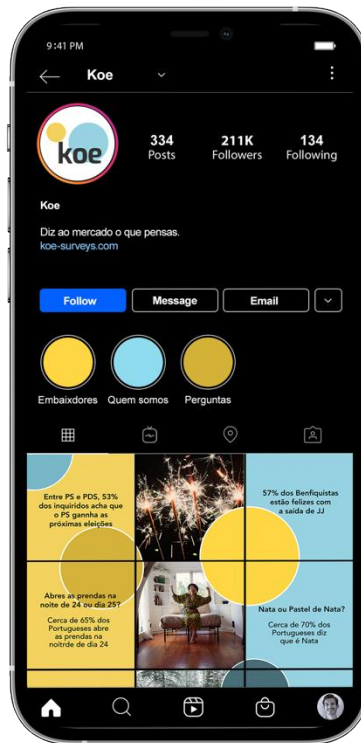 9:41 PM
Koe
koe
334
Posts
211K
Followers
134
Following
Koe
Diz ao mercado o que pensas.
koe-surveys.com
Follow
Message
Email
Embaixdores
Quem somos
Perguntas
Entre PS e PDS, 53%
dos inquiridos acha que
o PS gannha as
próximas eleições
57% dos Benfiquistas
estão felizes com
a saída de JJ
Abres as prendas na
noite de 24 ou dia 25?
Cerca de 65% dos
Portugueses abre
as prendas na
noitrde de dia 24
Nata ou Pastel de Nata?
Cerca de 70% dos
Portugueses diz
que é Nata